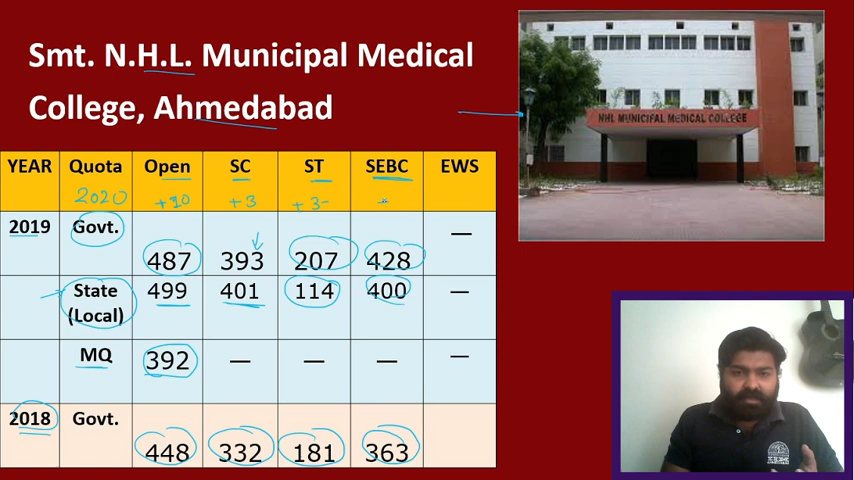 Smt. N.H.L. Municipal Medical
College, Ahmedabad
NHL MUNICIPAL MEDICAL COLLEGE
YEAR Quota Open SC ST SEBC EWS
2020 +10 +3 +3-
2019 Govt. 487 393 207 428 —
State (Local) 499 401 114 400 —
MQ 392 — — — —
2018 Govt. 448 332 181 363